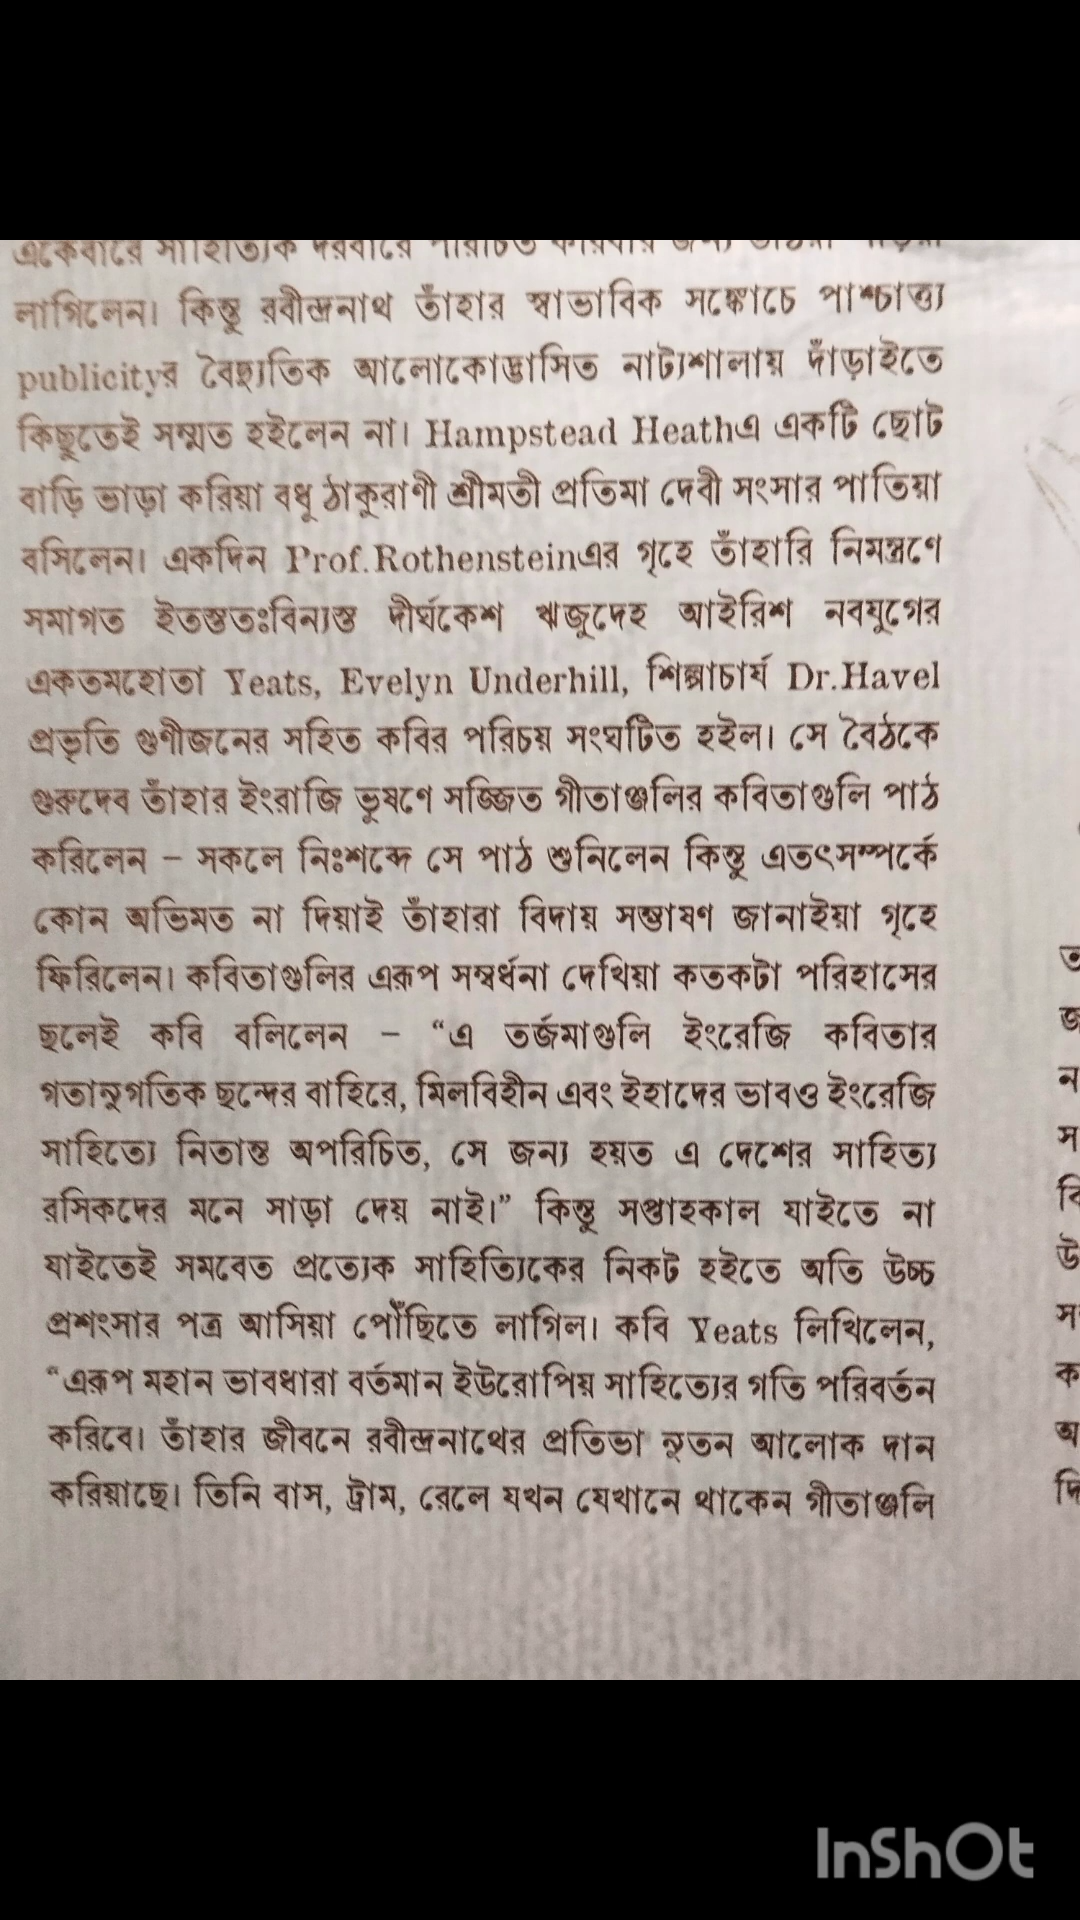 একেবারে সাহিত্যিক দরবারে পরিচিত করিবার জন্য
লাগিলেন। কিন্তু রবীন্দ্রনাথ তাঁহার স্বাভাবিক সঙ্কোচে পাশ্চাত্ত্য
publicityর বৈদ্যুতিক আলোকোদ্ভাসিত নাট্যশালায় দাঁড়াইতে
কিছুতেই সম্মত হইলেন না। Hampstead Heathএ একটি ছোট
বাড়ি ভাড়া করিয়া বধু ঠাকুরাণী শ্রীমতী প্রতিমা দেবী সংসার পাতিয়া
বসিলেন। একদিন Prof.Rothensteinএর গৃহে তাঁহারি নিমন্ত্রণে
সমাগত ইতস্ততঃবিন্যস্ত দীর্ঘকেশ ঋজুদেহ আইরিশ নবযুগের
একতমহোতা Yeats, Evelyn Underhill, শিল্পাচার্য Dr.Havel
প্রভৃতি গুণীজনের সহিত কবির পরিচয় সংঘটিত হইল। সে বৈঠকে
গুরুদেব তাঁহার ইংরাজি ভুষণে সজ্জিত গীতাঞ্জলির কবিতাগুলি পাঠ
করিলেন – সকলে নিঃশব্দে সে পাঠ শুনিলেন কিন্তু এতৎসম্পর্কে
কোন অভিমত না দিয়াই তাঁহারা বিদায় সম্ভাষণ জানাইয়া গৃহে
ফিরিলেন। কবিতাগুলির এরূপ সম্বর্ধনা দেখিয়া কতকটা পরিহাসের
ছলেই কবি বলিলেন – “এ তর্জমাগুলি ইংরেজি কবিতার
গতানুগতিক ছন্দের বাহিরে, মিলবিহীন এবং ইহাদের ভাবও ইংরেজি
সাহিত্যে নিতান্ত অপরিচিত, সে জন্য হয়ত এ দেশের সাহিত্য
রসিকদের মনে সাড়া দেয় নাই।” কিন্তু সপ্তাহকাল যাইতে না
যাইতেই সমবেত প্রত্যেক সাহিত্যিকের নিকট হইতে অতি উচ্চ
প্রশংসার পত্র আসিয়া পৌঁছিতে লাগিল। কবি Yeats লিখিলেন,
“এরূপ মহান ভাবধারা বর্তমান ইউরোপিয় সাহিত্যের গতি পরিবর্তন
করিবে। তাঁহার জীবনে রবীন্দ্রনাথের প্রতিভা নুতন আলোক দান
করিয়াছে। তিনি বাস, ট্রাম, রেলে যখন যেখানে থাকেন গীতাঞ্জলি
InShOt